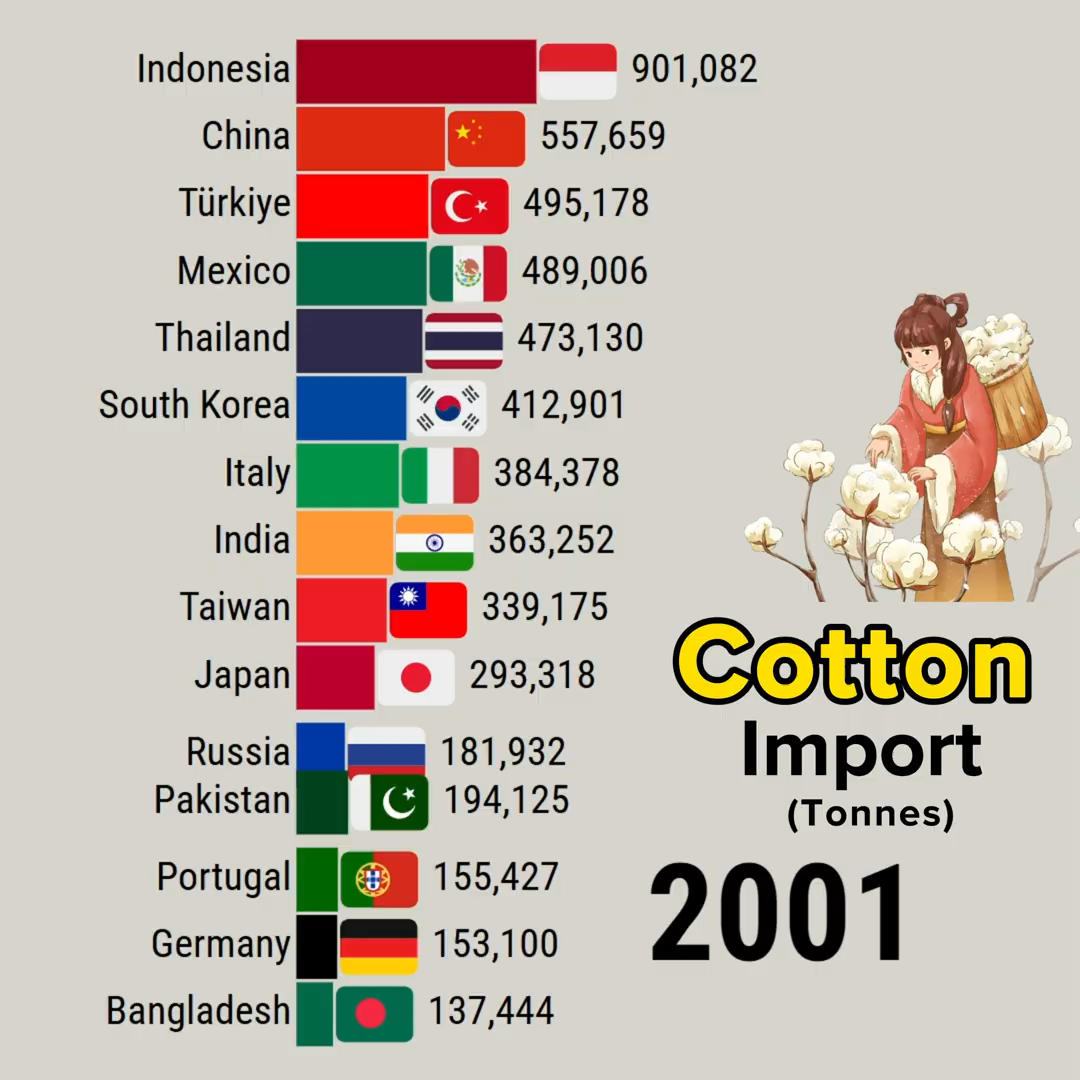 Indonesia 901,082
China 557,659
Türkiye 495,178
Mexico 489,006
Thailand 473,130
South Korea 412,901
Italy 384,378
India 363,252
Taiwan 339,175
Japan 293,318
Russia 181,932
Pakistan 194,125
Portugal 155,427
Germany 153,100
Bangladesh 137,444
Cotton
Import
(Tonnes)
2001